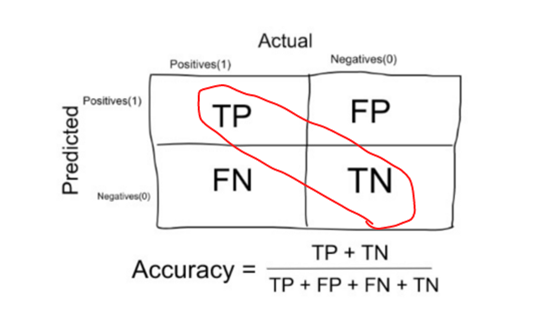 Actual
Positives(1) Negatives(0)
Predicted
Positives(1) TP FP
Negatives(0) FN TN
Accuracy = TP + TN
TP + FP + FN + TN